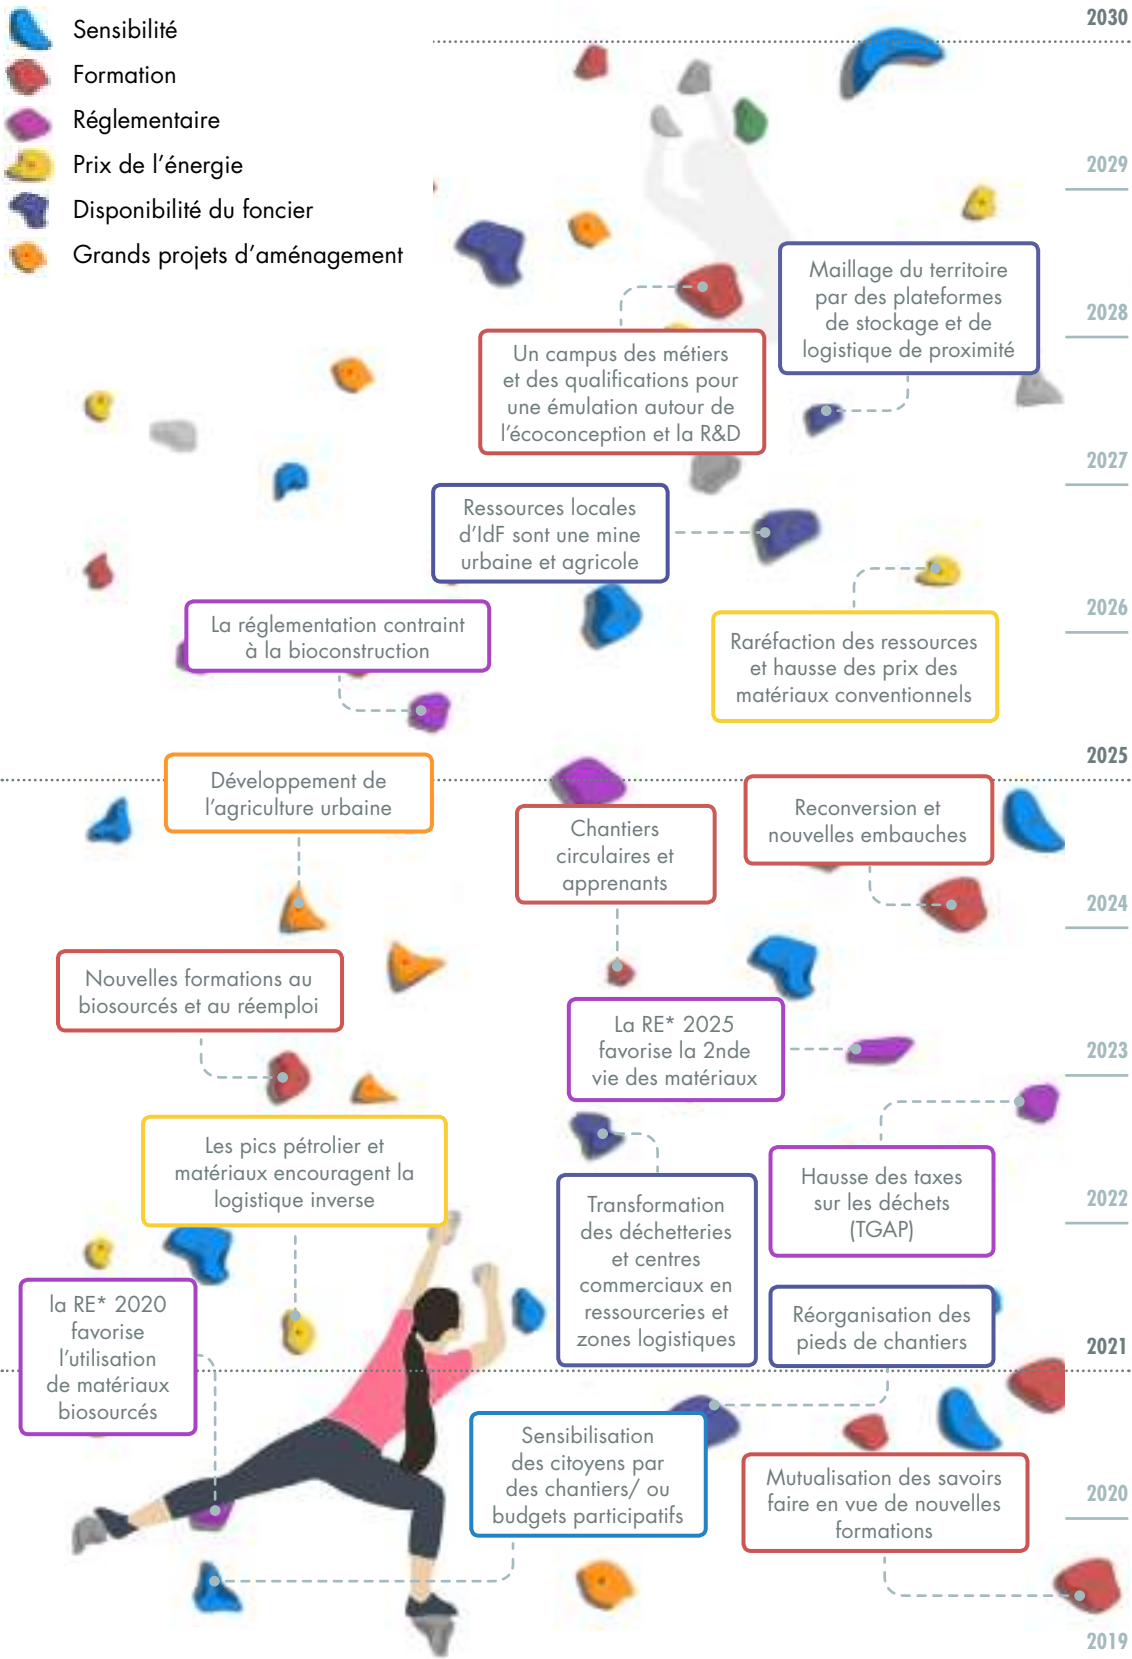 Sensibilité
Formation
Réglementaire
Prix de l'énergie
Disponibilité du foncier
Grands projets d'aménagement
2030
2029
Maillage du territoire
par des plateformes
de stockage et de
logistique de proximité
2028
Un campus des métiers
et des qualifications pour
une émulation autour de
l'écoconception et la R&D
2027
Ressources locales
d'IdF sont une mine
urbaine et agricole
2026
La réglementation contraint
à la bioconstruction
Raréfaction des ressources
et hausse des prix des
matériaux conventionnels
2025
Développement de
l'agriculture urbaine
Chantiers
circulaires et
apprenants
Reconversion et
nouvelles embauches
2024
Nouvelles formations au
biosourcés et au réemploi
La RE* 2025
favorise la 2nde
vie des matériaux
2023
Les pics pétrolier et
matériaux encouragent la
logistique inverse
Hausse des taxes
sur les déchets
(TGAP)
2022
Transformation
des déchetteries
et centres
commerciaux en
ressourceries et
zones logistiques
la RE* 2020
favorise
l'utilisation
de matériaux
biosourcés
Réorganisation des
pieds de chantiers
2021
Sensibilisation
des citoyens par
des chantiers/ ou
budgets participatifs
Mutualisation des savoirs
faire en vue de nouvelles
formations
2020
2019